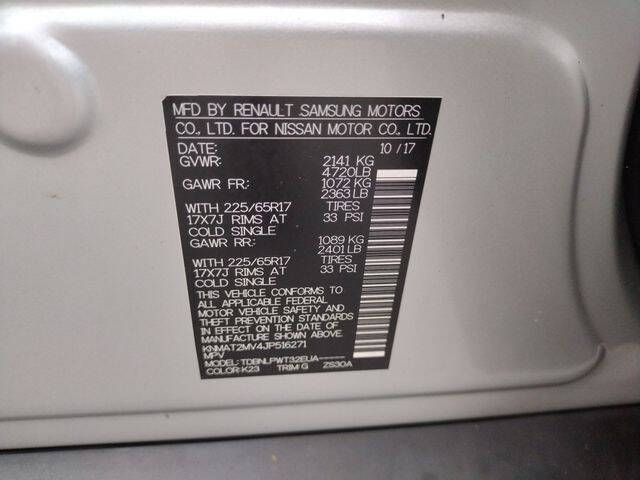 MFD BY RENAULT SAMSUNG MOTORS
CO., LTD. FOR NISSAN MOTOR CO., LTD.
DATE: 10 / 17
GVWR: 2141 KG
4720LB
GAWR FR: 1072 KG
2363 LB
WITH 225/65R17 TIRES
17X7J RIMS AT 33 PSI
COLD SINGLE
GAWR RR: 1089 KG
2401 LB
WITH 225/65R17 TIRES
17X7J RIMS AT 33 PSI
COLD SINGLE
THIS VEHICLE CONFORMS TO
ALL APPLICABLE FEDERAL
MOTOR VEHICLE SAFETY AND
THEFT PREVENTION STANDARDS
IN EFFECT ON THE DATE OF
MANUFACTURE SHOWN ABOVE.
KNMAT2MV4JP516271
MPV
MODEL: TDBNLPWT32EUA-----
COLOR:K23 TRIM G ZS30A